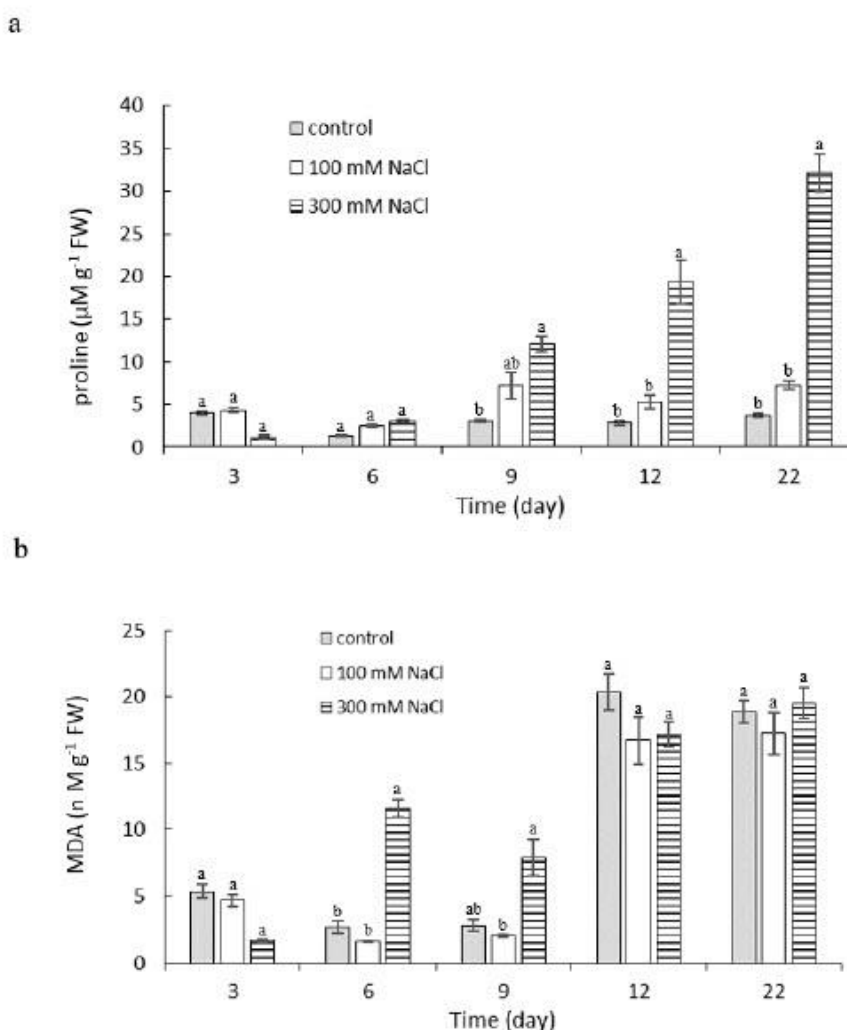 a
40
35
30
25
20
15
10
5
0
proline (µM g⁻¹ FW)
control
100 mM NaCl
300 mM NaCl
a a a
a a a
b ab a
b b a
b b a
3 6 9 12 22
Time (day)
b
25
20
15
10
5
0
MDA (n M g⁻¹ FW)
control
100 mM NaCl
300 mM NaCl
a a a
b b a
ab b a
a a a
a a a
3 6 9 12 22
Time (day)